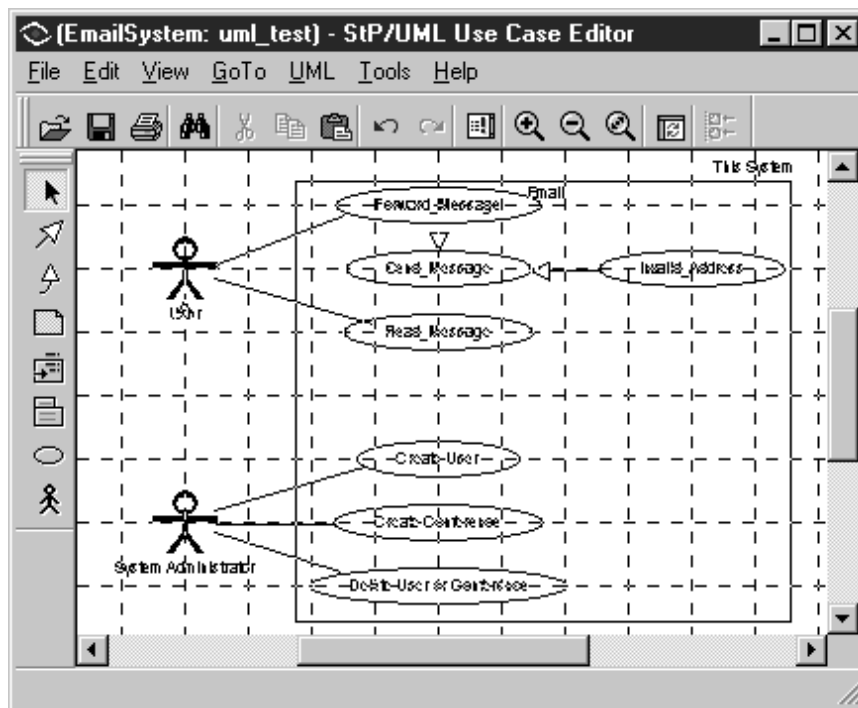 (EmailSystem: uml_test) - StP/UML Use Case Editor
File Edit View GoTo UML Tools Help
This System
Email
Forward_Message
Send_Message
Invalid_Address
User
Read_Message
Create User
Create Conference
System Administrator
Delete User or Conference